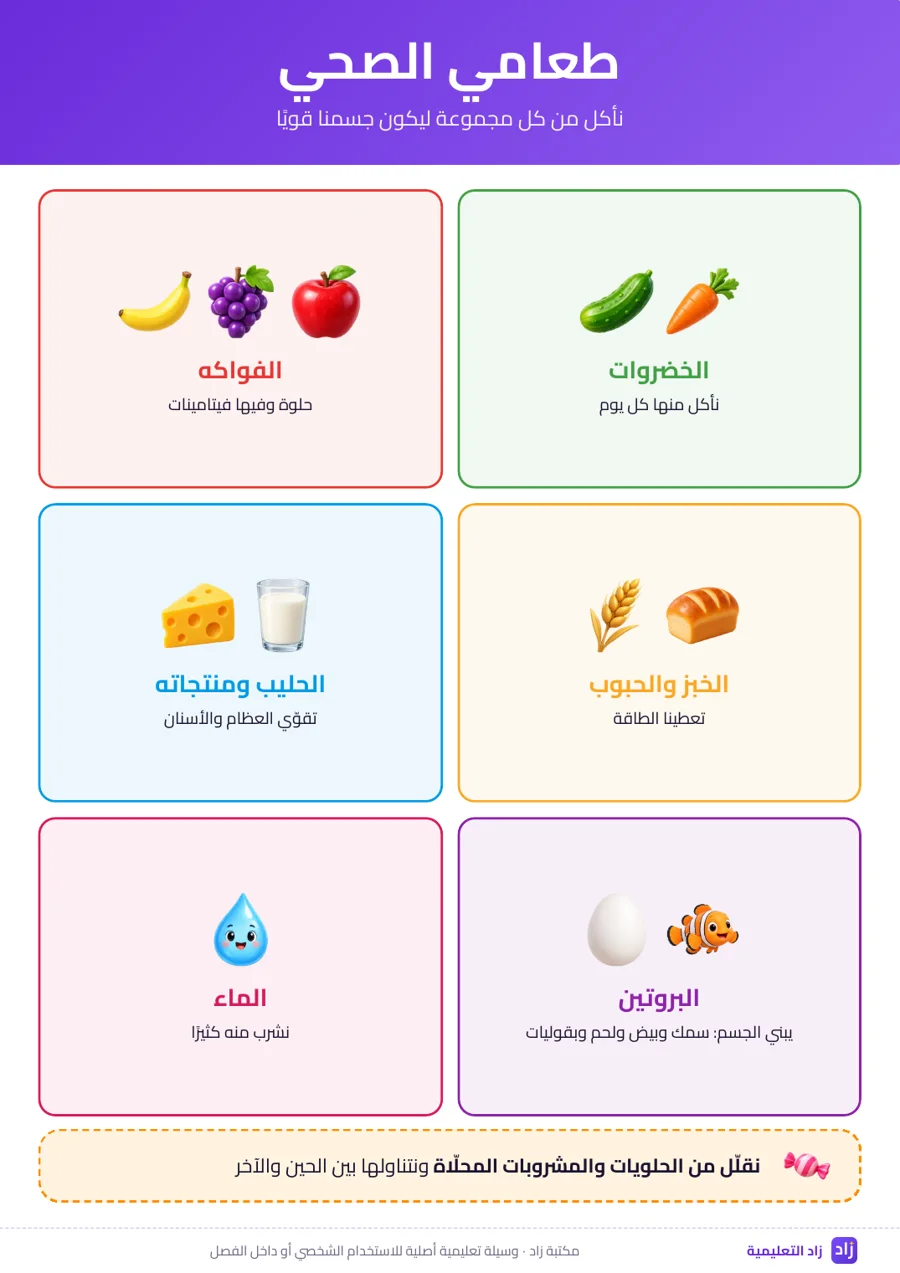 طعامي الصحي
نأكل من كل مجموعة ليكون جسمنا قويًا
الخضروات
نأكل منها كل يوم
الفواكه
حلوة وفيها فيتامينات
الخبز والحبوب
تعطينا الطاقة
الحليب ومنتجاته
تقوّي العظام والأسنان
البروتين
يبني الجسم: سمك وبيض ولحم وبقوليات
الماء
نشرب منه كثيرًا
نقلّل من الحلويات والمشروبات المحلّاة ونتناولها بين الحين والآخر
زاد زاد التعليمية
مكتبة زاد · وسيلة تعليمية أصلية للاستخدام الشخصي أو داخل الفصل